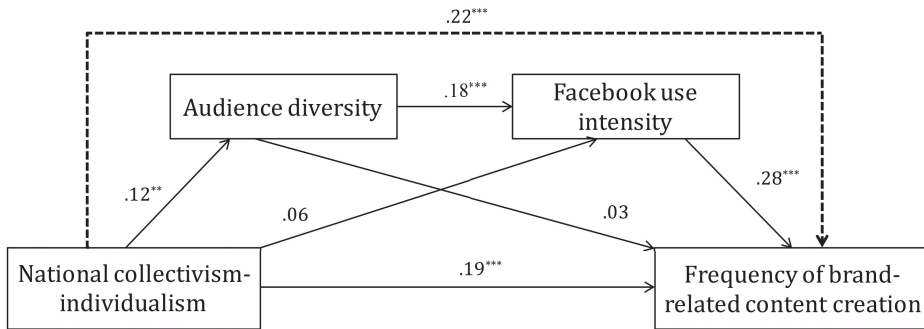 .22***
Audience diversity
.18***
Facebook use
intensity
.12**
.06
.03
.28***
National collectivism-
individualism
.19***
Frequency of brand-
related content creation